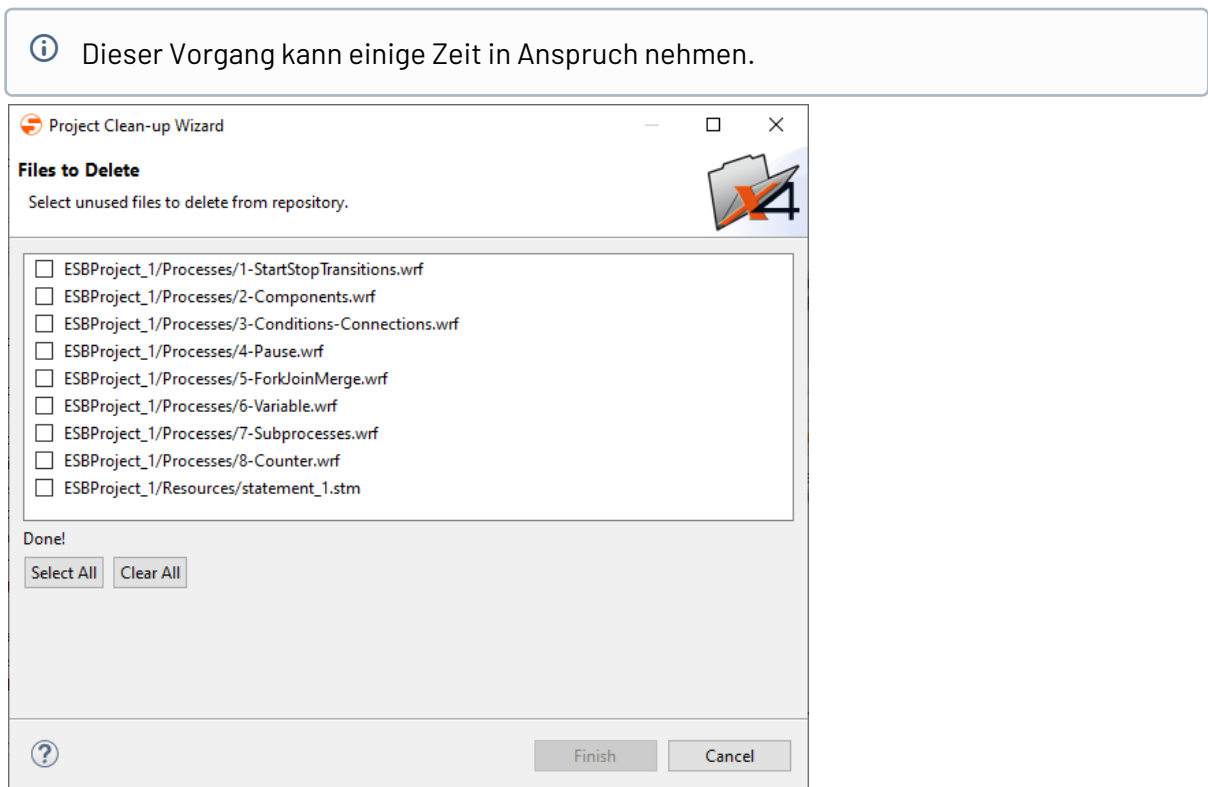 Dieser Vorgang kann einige Zeit in Anspruch nehmen.
Project Clean-up Wizard
Files to Delete
Select unused files to delete from repository.
X4
ESBProject_1/Processes/1-StartStopTransitions.wrf
ESBProject_1/Processes/2-Components.wrf
ESBProject_1/Processes/3-Conditions-Connections.wrf
ESBProject_1/Processes/4-Pause.wrf
ESBProject_1/Processes/5-ForkJoinMerge.wrf
ESBProject_1/Processes/6-Variable.wrf
ESBProject_1/Processes/7-Subprocesses.wrf
ESBProject_1/Processes/8-Counter.wrf
ESBProject_1/Resources/statement_1.stm
Done!
Select All Clear All
? Finish Cancel